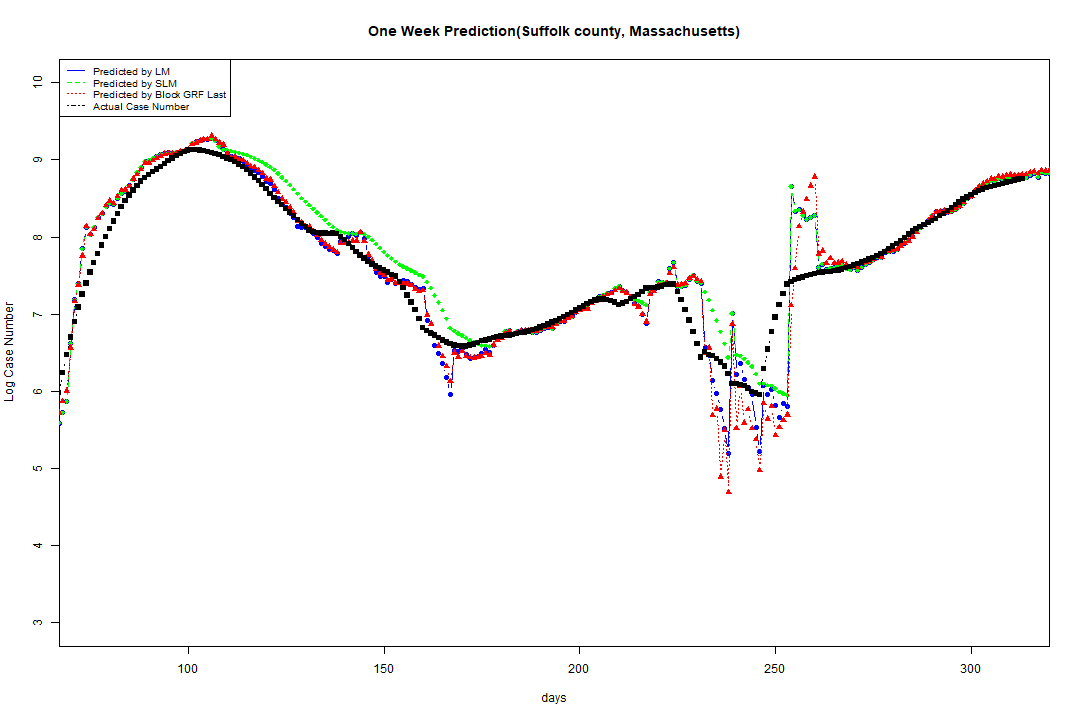 One Week Prediction(Suffolk county, Massachusetts)
Predicted by LM
Predicted by SLM
Predicted by Block GRF Last
Actual Case Number
Log Case Number
10
9
8
7
6
5
4
3
100 150 200 250 300
days